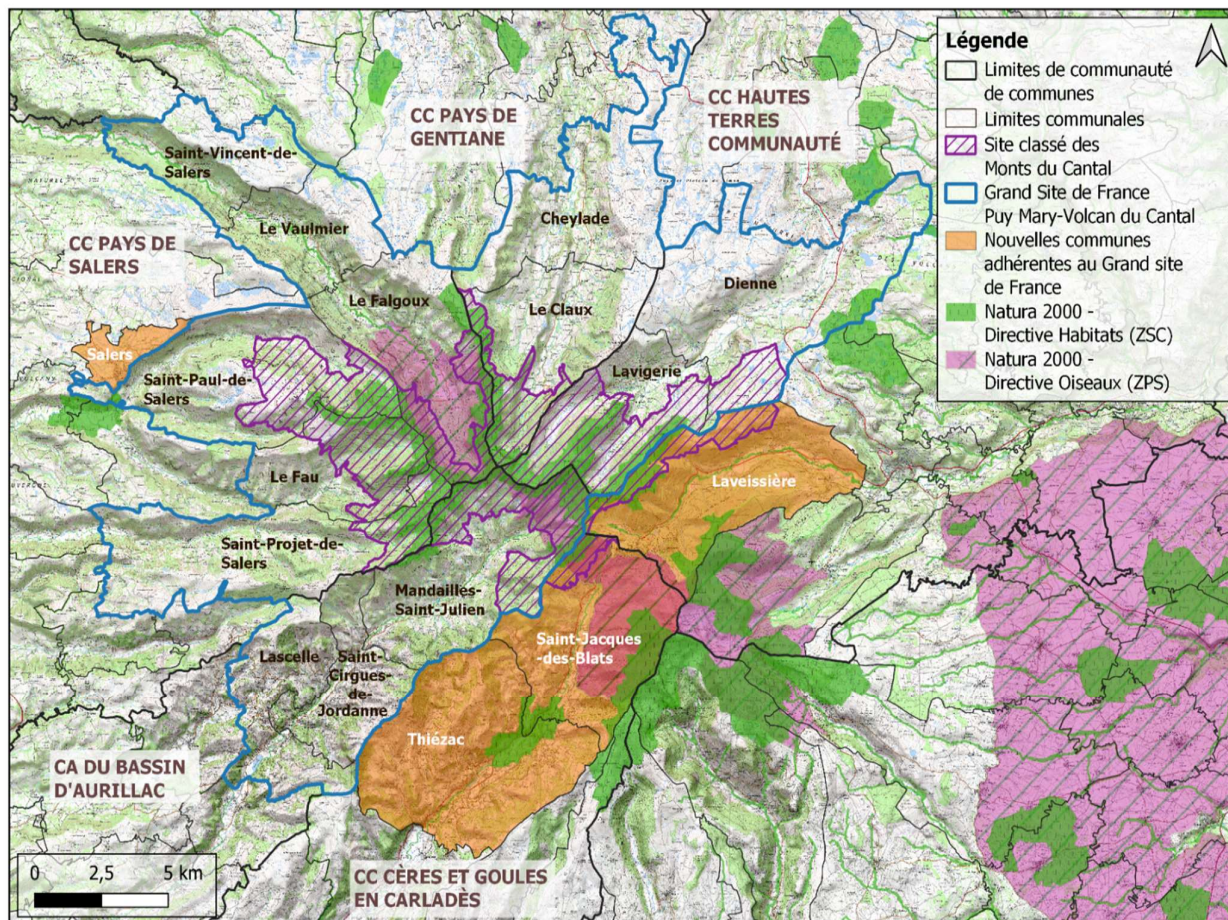 Légende
Limites de communauté
de communes
Limites communales
Site classé des
Monts du Cantal
Grand Site de France
Puy Mary-Volcan du Cantal
Nouvelles communes
adhérentes au Grand site
de France
Natura 2000 -
Directive Habitats (ZSC)
Natura 2000 -
Directive Oiseaux (ZPS)
CC PAYS DE
GENTIANE
CC HAUTES
TERRES
COMMUNAUTÉ
Saint-Vincent-de-
Salers
Le Vaulmier
Cheylade
CC PAYS DE
SALERS
Le Falgoux
Le Claux
Dienne
Salers
Saint-Paul-de-
Salers
Lavigerie
Le Fau
Laveissière
Saint-Projet-de-
Salers
Mandailles-
Saint-Julien
Saint-Jacques
-des-Blats
Lascelle
Saint-
Cirgues-
de-
Jordanne
Thiézac
CA DU BASSIN
D'AURILLAC
CC CÈRES ET GOULES
EN CARLADÈS
0 2,5 5 km